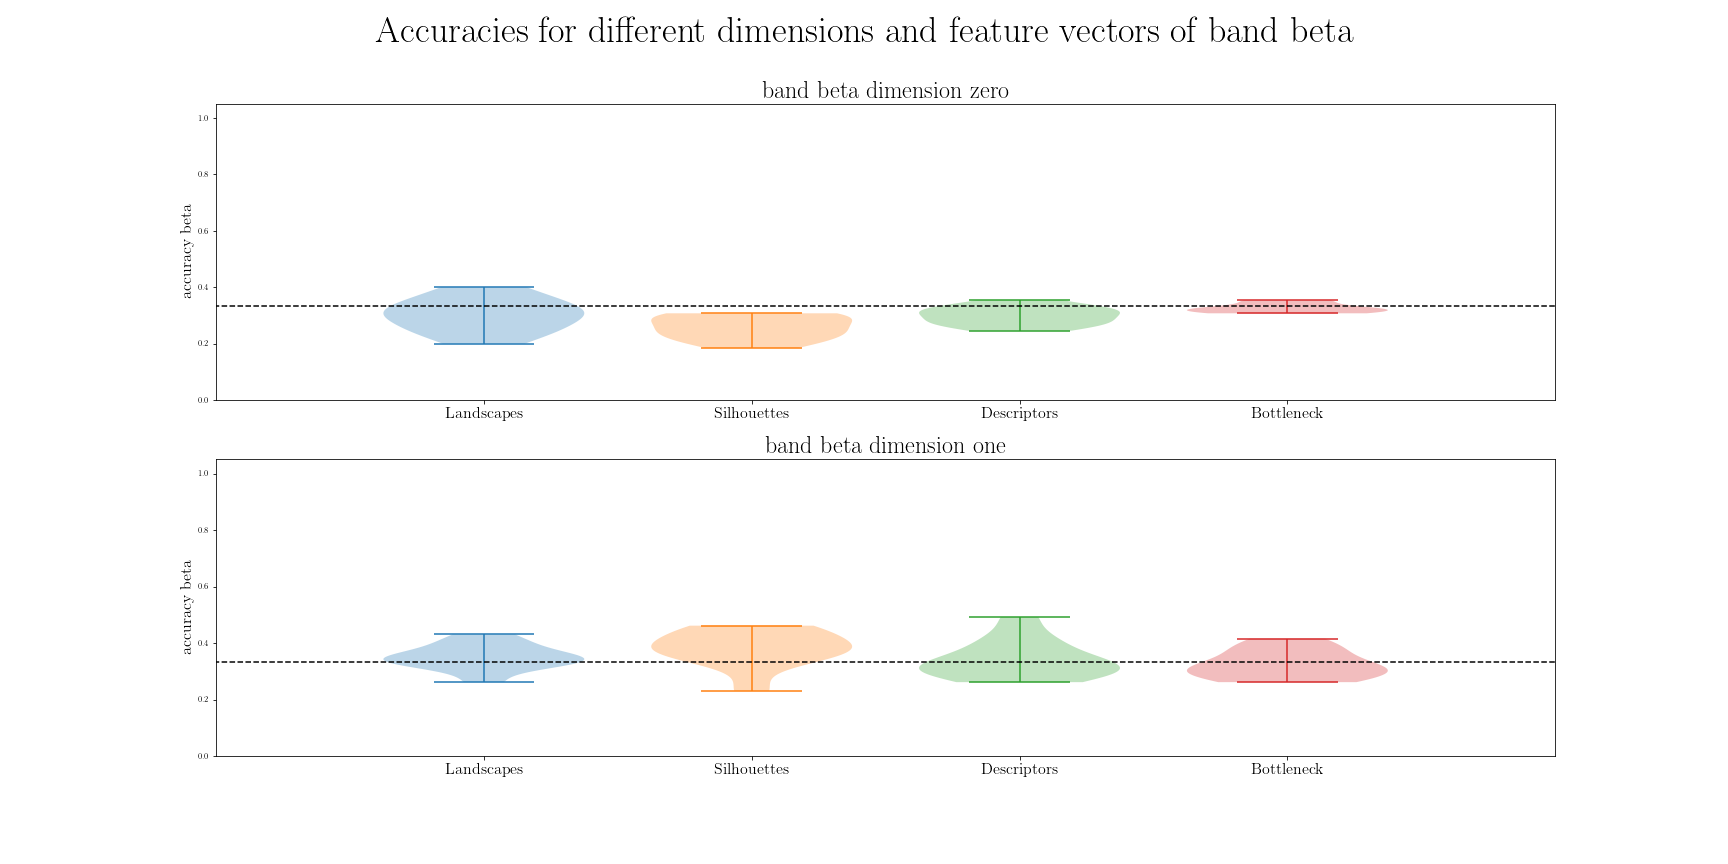 Accuracies for different dimensions and feature vectors of band beta
band beta dimension zero
accuracy beta
1.0
0.8
0.6
0.4
0.2
0.0
Landscapes Silhouettes Descriptors Bottleneck
band beta dimension one
accuracy beta
1.0
0.8
0.6
0.4
0.2
0.0
Landscapes Silhouettes Descriptors Bottleneck